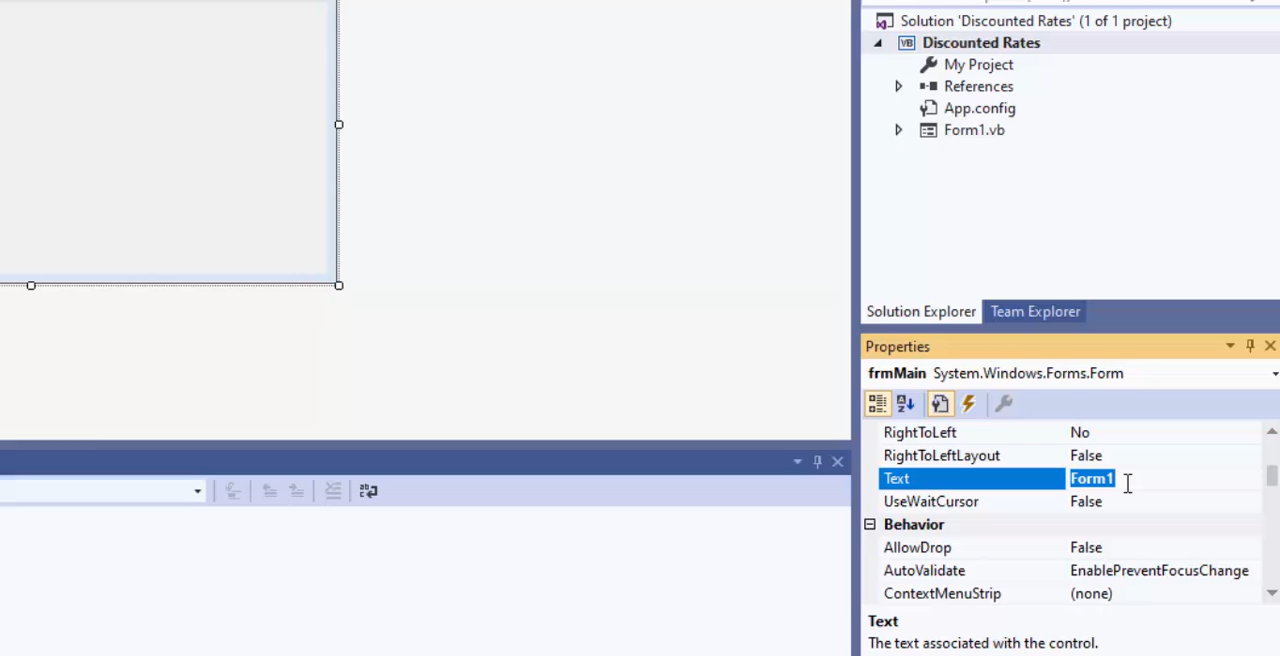 Solution 'Discounted Rates' (1 of 1 project)
VB Discounted Rates
My Project
References
App.config
Form1.vb
Solution Explorer Team Explorer
Properties
frmMain System.Windows.Forms.Form
RightToLeft No
RightToLeftLayout False
Text Form1
UseWaitCursor False
Behavior
AllowDrop False
AutoValidate EnablePreventFocusChange
ContextMenuStrip (none)
Text
The text associated with the control.